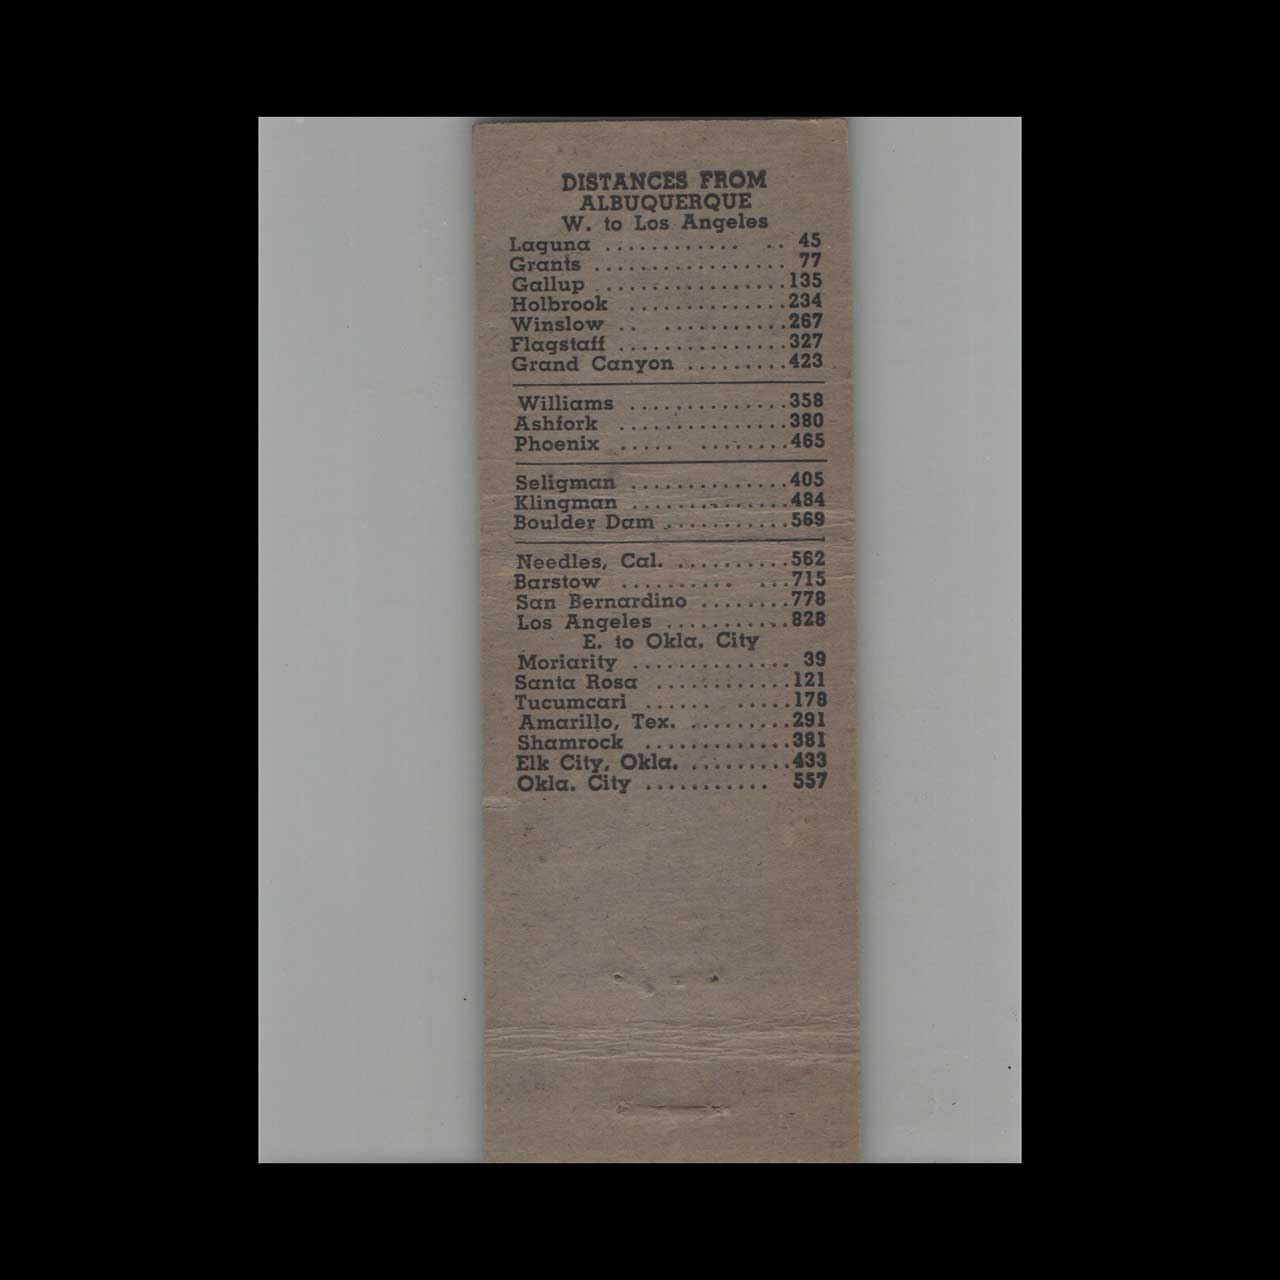 DISTANCES FROM
ALBUQUERQUE
W. to Los Angeles
Laguna ............ .. 45
Grants ................. 77
Gallup ................135
Holbrook ..............234
Winslow .. ...........267
Flagstaff ...............327
Grand Canyon .........423
Williams ..............358
Ashfork ...............380
Phoenix ..... ........465
Seligman ..............405
Klingman ..............484
Boulder Dam ...........569
Needles, Cal. ..........562
Barstow .......... ...715
San Bernardino ........778
Los Angeles ...........828
E. to Okla. City
Moriarity .............. 39
Santa Rosa ............121
Tucumcari ...... .....178
Amarillo, Tex. .........291
Shamrock .............381
Elk City, Okla. .........433
Okla. City ........... 557